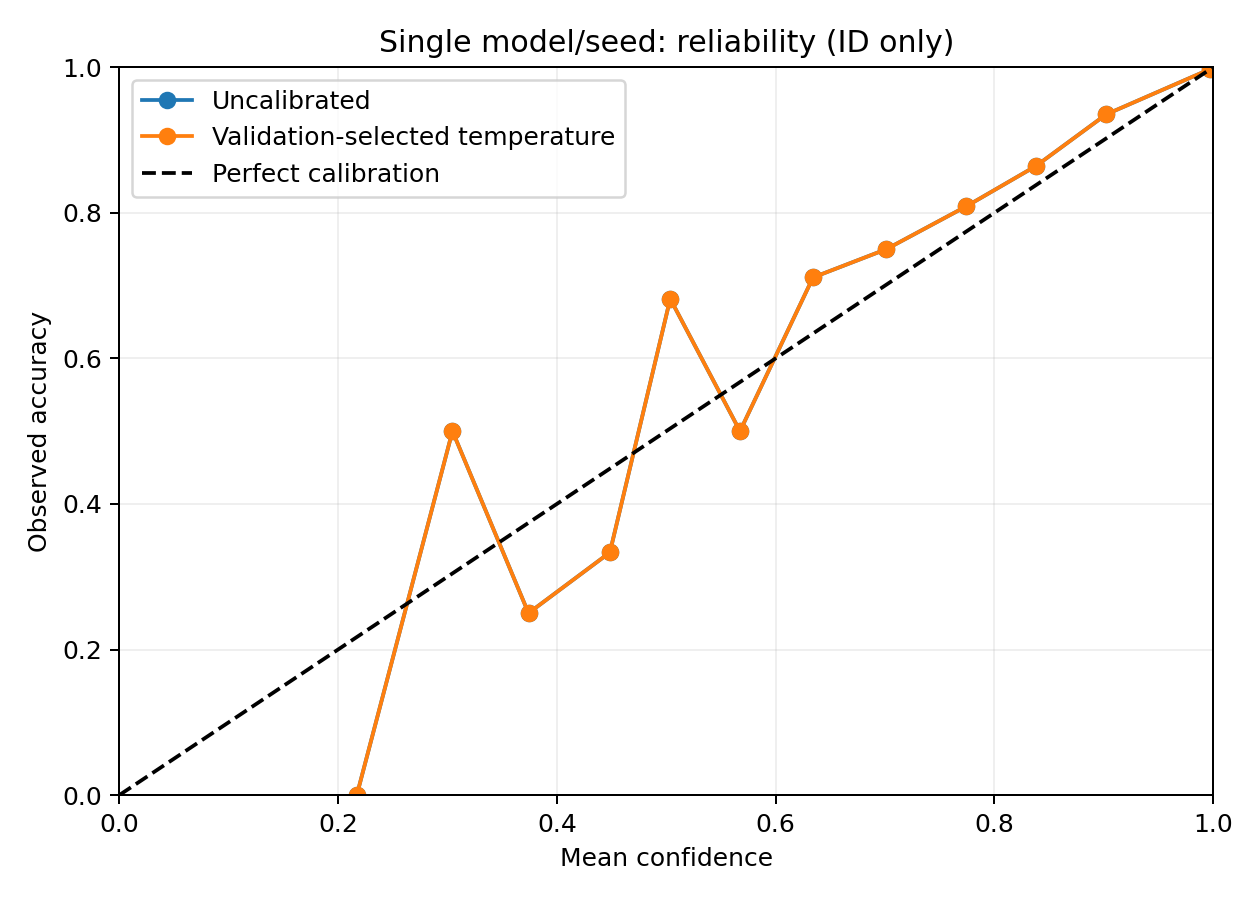 Single model/seed: reliability (ID only)
1.0
Uncalibrated
Validation-selected temperature
Perfect calibration
0.8
0.6
Observed accuracy
0.4
0.2
0.0
0.0 0.2 0.4 0.6 0.8 1.0
Mean confidence